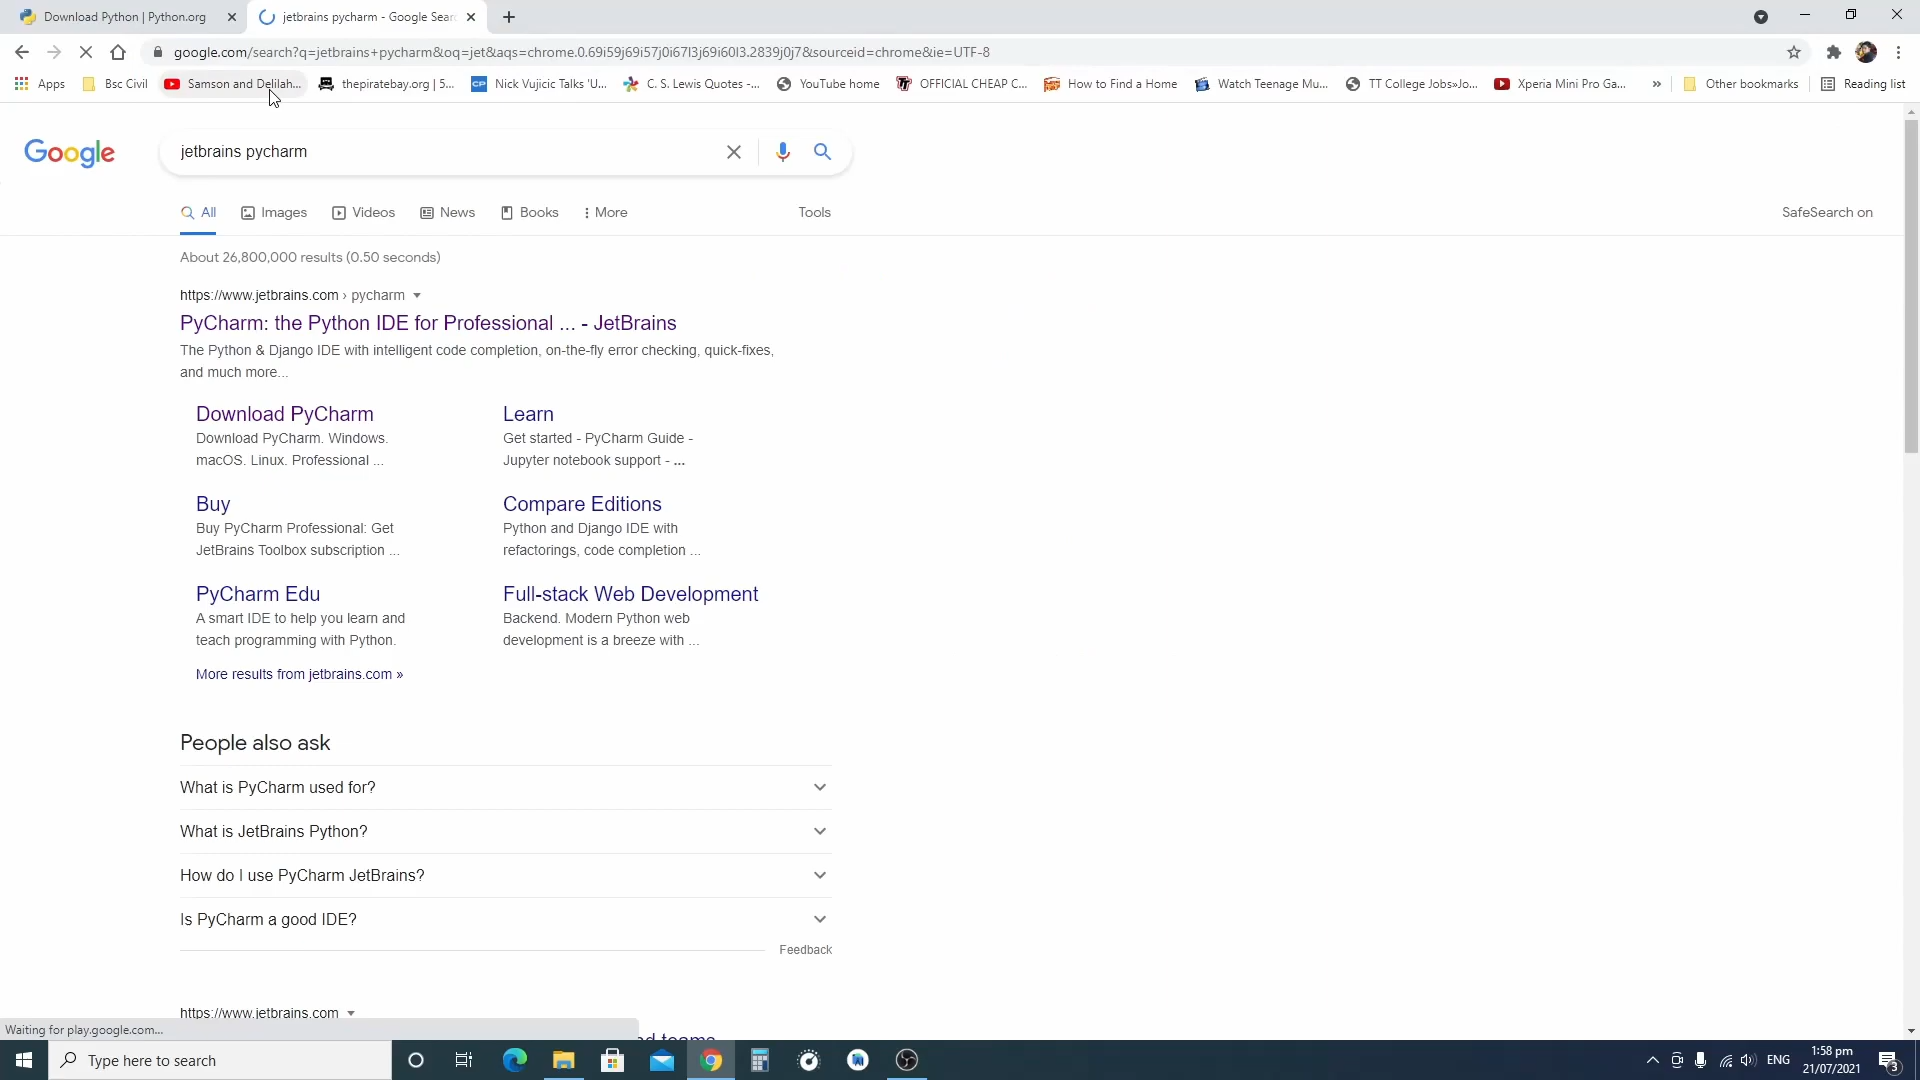 Download Python | Python.org
jetbrains pycharm - Google Sear
google.com/search?q=jetbrains+pycharm&oq=jet&aqs=chrome.0.69i59j69i57j0i67l3j69i60l3.2839j0j7&sourceid=chrome&ie=UTF-8
Apps Bsc Civil Samson and Delilah... thepiratebay.org | 5... CP Nick Vujicic Talks 'U... C. S. Lewis Quotes -... YouTube home OFFICIAL CHEAP C... How to Find a Home Watch Teenage Mu... TT College Jobs»Jo... Xperia Mini Pro Ga... » Other bookmarks Reading list
Google
jetbrains pycharm
All Images Videos News Books More Tools SafeSearch on
About 26,800,000 results (0.50 seconds)
https://www.jetbrains.com › pycharm
PyCharm: the Python IDE for Professional ... - JetBrains
The Python & Django IDE with intelligent code completion, on-the-fly error checking, quick-fixes,
and much more...
Download PyCharm
Download PyCharm. Windows.
macOS. Linux. Professional ...
Learn
Get started - PyCharm Guide -
Jupyter notebook support - ...
Buy
Buy PyCharm Professional: Get
JetBrains Toolbox subscription ...
Compare Editions
Python and Django IDE with
refactorings, code completion ...
PyCharm Edu
A smart IDE to help you learn and
teach programming with Python.
Full-stack Web Development
Backend. Modern Python web
development is a breeze with ...
More results from jetbrains.com »
People also ask
What is PyCharm used for?
What is JetBrains Python?
How do I use PyCharm JetBrains?
Is PyCharm a good IDE?
Feedback
https://www.jetbrains.com
Waiting for play.google.com...
Type here to search
ENG
1:58 pm
21/07/2021
3